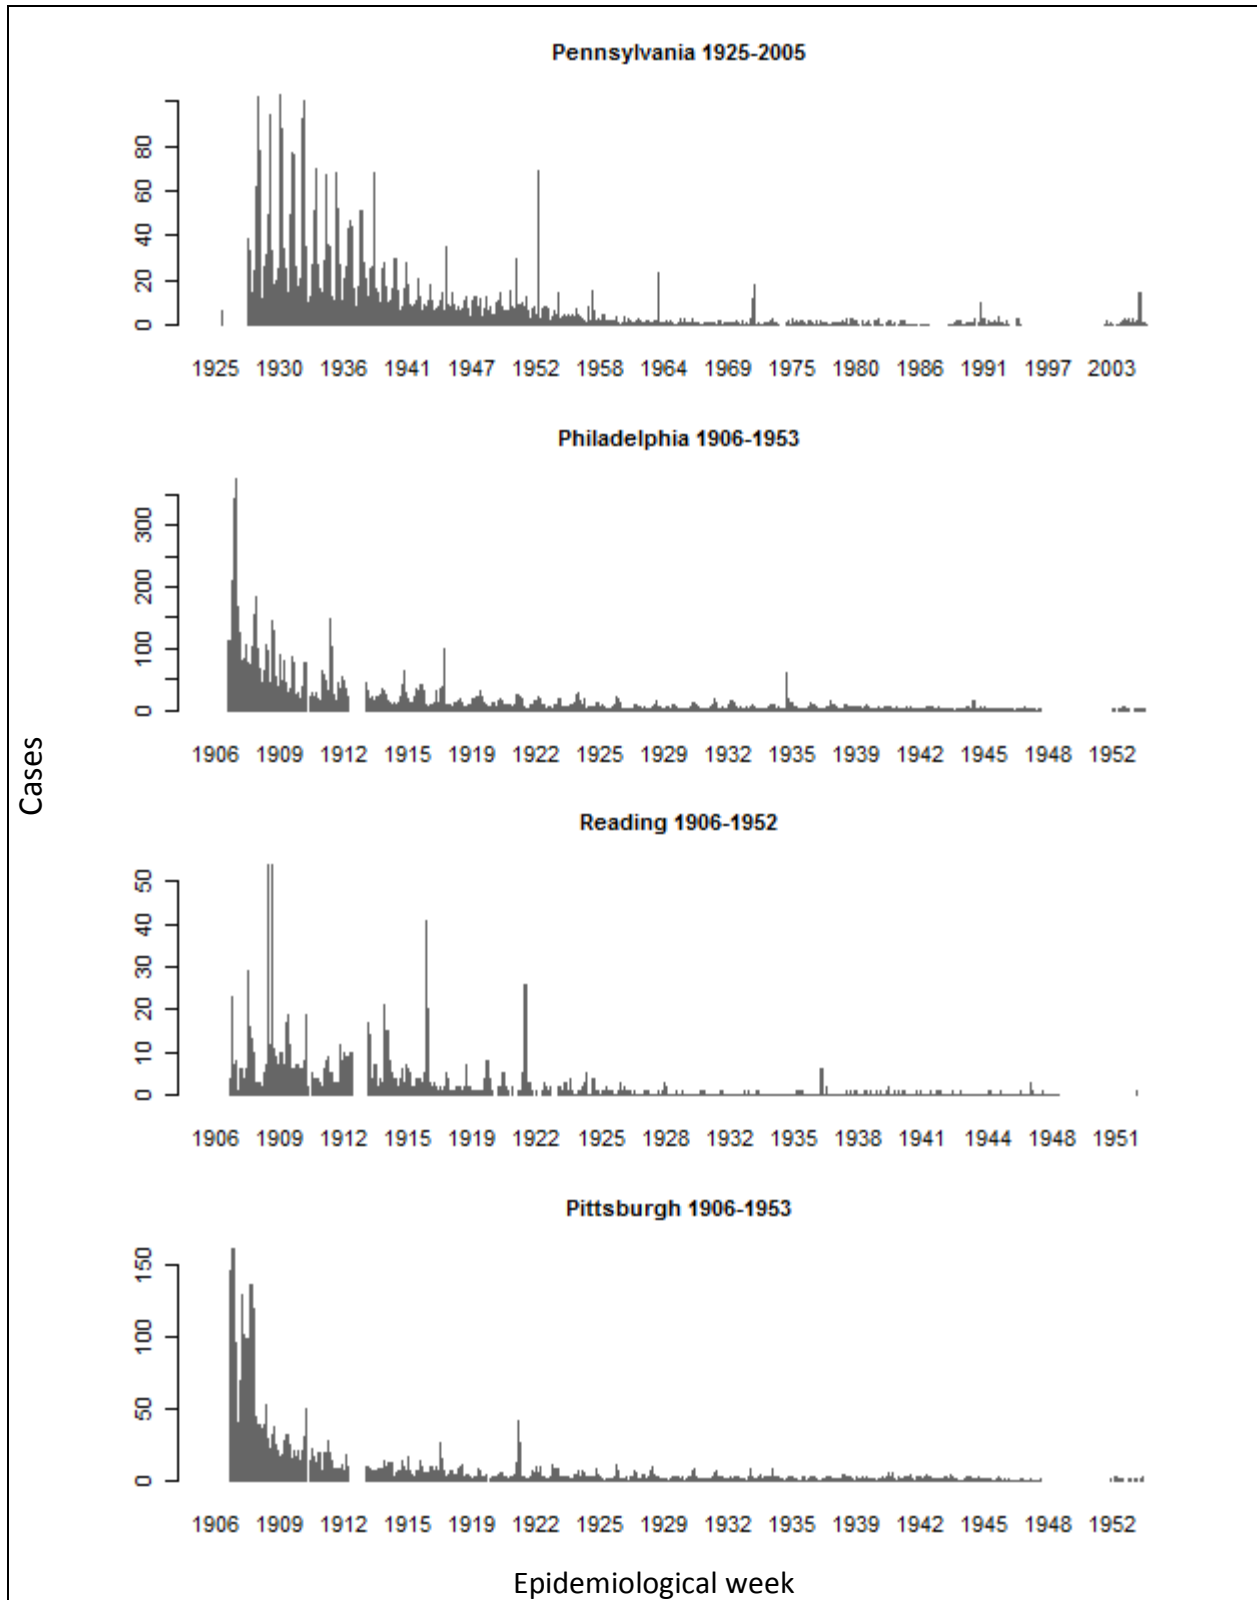 Pennsylvania 1925-2005
80
60
40
20
0
1925 1930 1936 1941 1947 1952 1958 1964 1969 1975 1980 1986 1991 1997 2003
Philadelphia 1906-1953
300
200
100
0
1906 1909 1912 1915 1919 1922 1925 1929 1932 1935 1939 1942 1945 1948 1952
Cases
Reading 1906-1952
50
40
30
20
10
0
1906 1909 1912 1915 1919 1922 1925 1928 1932 1935 1938 1941 1944 1948 1951
Pittsburgh 1906-1953
150
100
50
0
1906 1909 1912 1915 1919 1922 1925 1929 1932 1935 1939 1942 1945 1948 1952
Epidemiological week